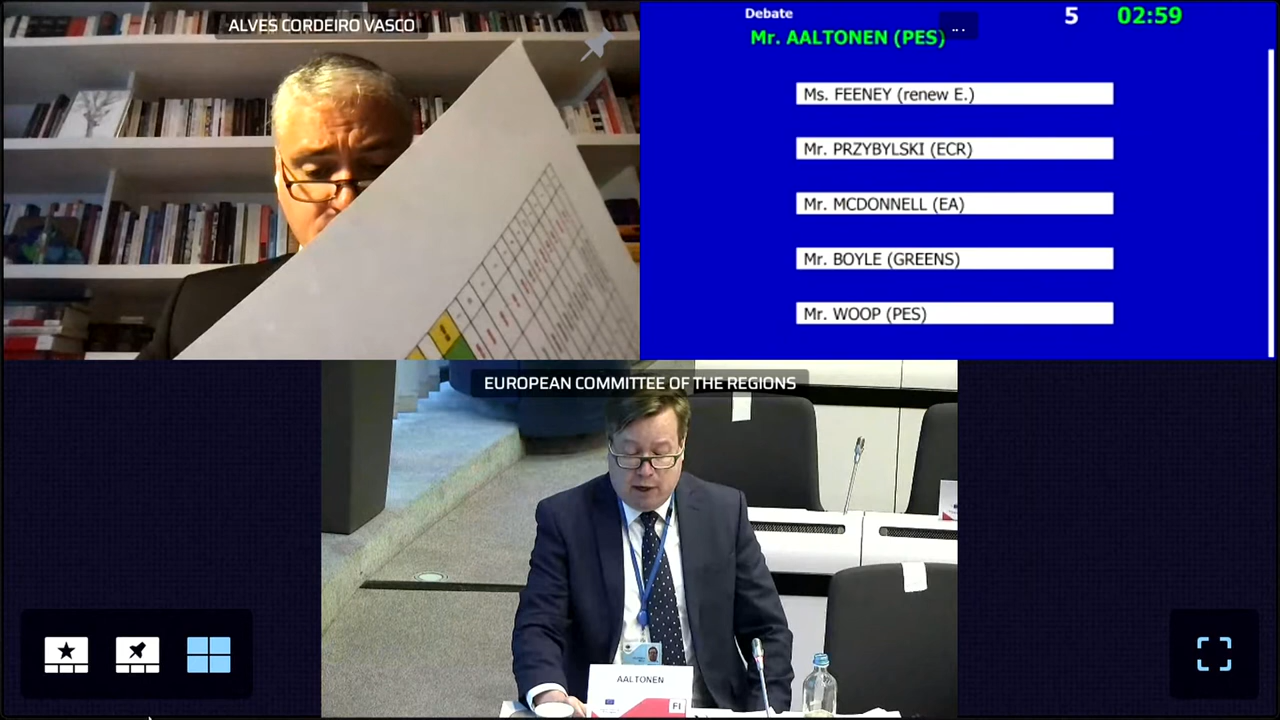 ALVES CORDEIRO VASCO
Debate
5
02:59
...
Mr. AALTONEN (PES)
Ms. FEENEY (renew E.)
Mr. PRZYBYLSKI (ECR)
Mr. MCDONNELL (EA)
Mr. BOYLE (GREENS)
Mr. WOOP (PES)
EUROPEAN COMMITTEE OF THE REGIONS
AALTONEN
FI